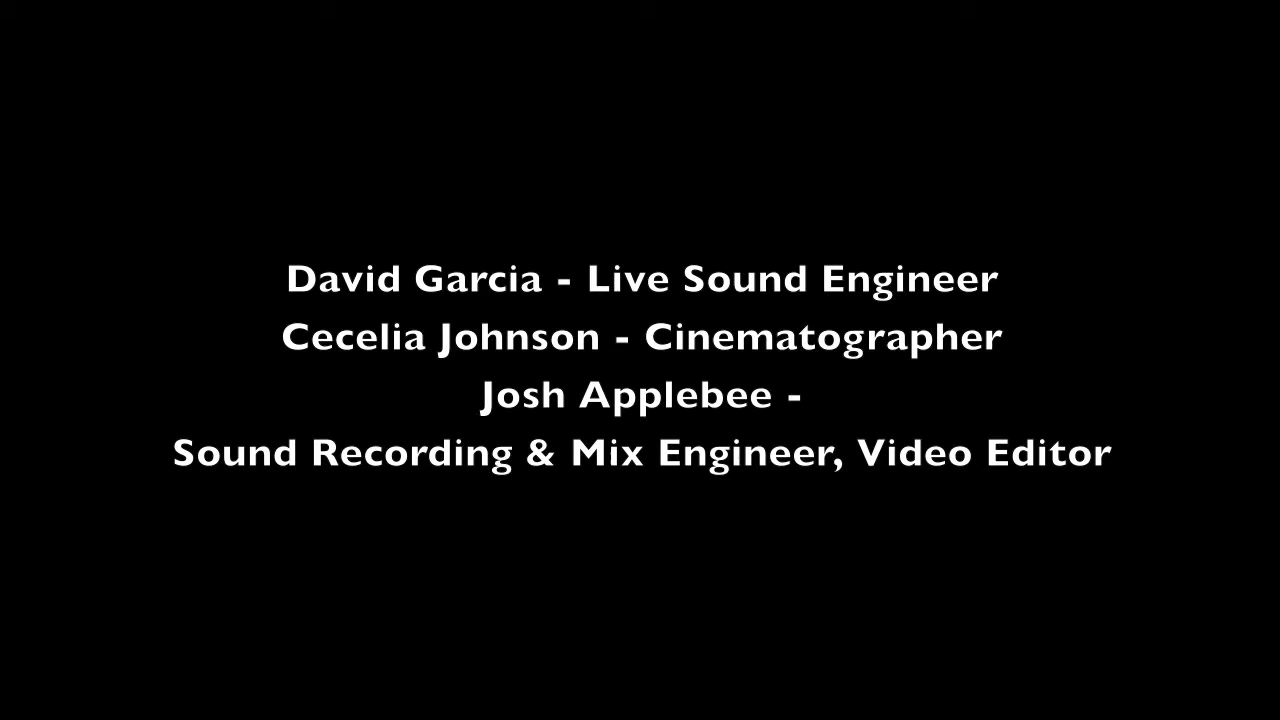 David Garcia - Live Sound Engineer
Cecelia Johnson - Cinematographer
Josh Applebee -
Sound Recording & Mix Engineer, Video Editor